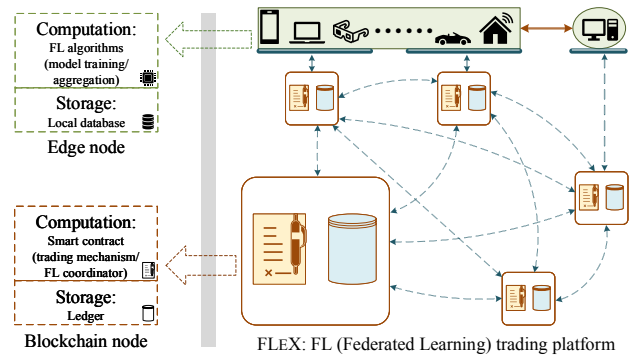 Computation:
FL algorithms
(model training/
aggregation)
Storage:
Local database
Edge node
Computation:
Smart contract
(trading mechanism/
FL coordinator)
Storage:
Ledger
Blockchain node
FLEX: FL (Federated Learning) trading platform